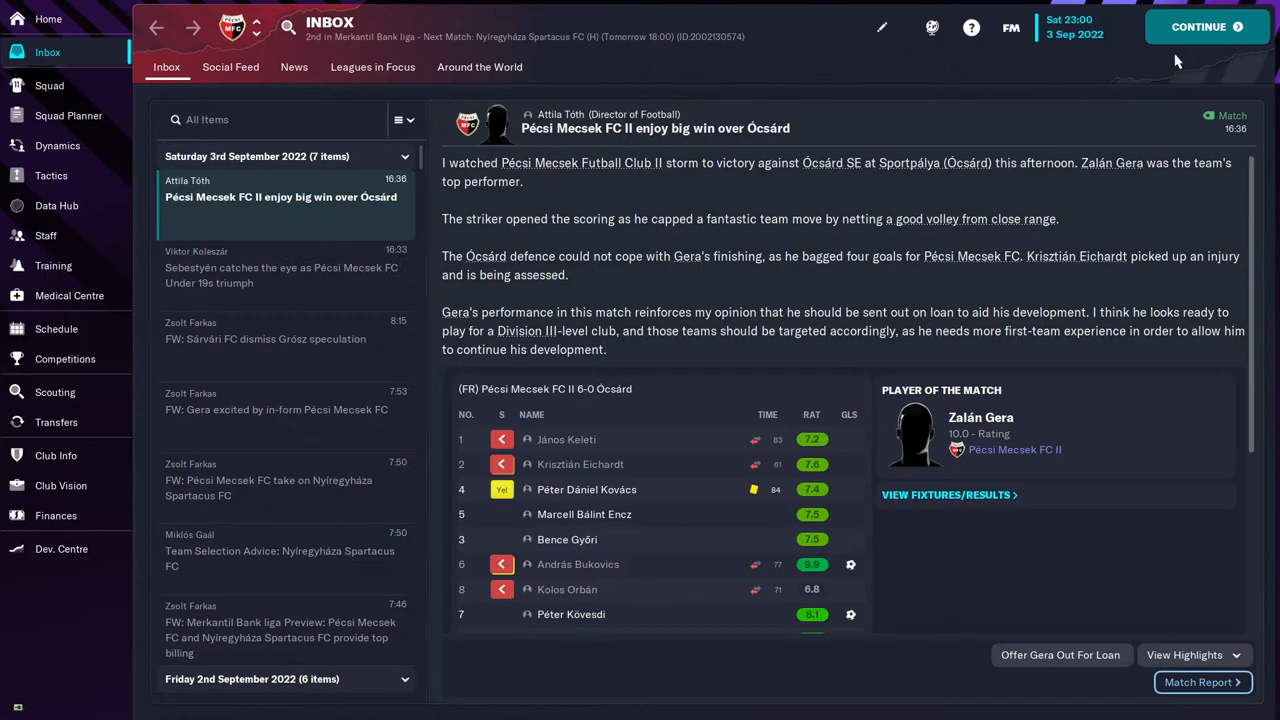 Home
Inbox
Squad
Squad Planner
Dynamics
Tactics
Data Hub
Staff
Training
Medical Centre
Schedule
Competitions
Scouting
Transfers
Club Info
Club Vision
Finances
Dev. Centre
INBOX
2nd in Merkantil Bank liga - Next Match: Nyíregyháza Spartacus FC (H) (Tomorrow 18:00) (ID:2002130574)
FM
Sat 23:00
3 Sep 2022
CONTINUE
Inbox
Social Feed
News
Leagues in Focus
Around the World
All Items
Saturday 3rd September 2022 (7 items)
Attila Tóth
16:36
Pécsi Mecsek FC II enjoy big win over Ócsárd
Viktor Koleszár
16:33
Sebestyén catches the eye as Pécsi Mecsek FC
Under 19s triumph
Zsolt Farkas
8:15
FW: Sárvári FC dismiss Grósz speculation
Zsolt Farkas
7:53
FW: Gera excited by in-form Pécsi Mecsek FC
Zsolt Farkas
7:50
FW: Pécsi Mecsek FC take on Nyíregyháza
Spartacus FC
Miklós Gaál
7:50
Team Selection Advice: Nyíregyháza Spartacus
FC
Zsolt Farkas
7:46
FW: Merkantil Bank liga Preview: Pécsi Mecsek
FC and Nyíregyháza Spartacus FC provide top
billing
Friday 2nd September 2022 (6 items)
Attila Tóth (Director of Football)
Pécsi Mecsek FC II enjoy big win over Ócsárd
Match
16:36
I watched Pécsi Mecsek Futball Club II storm to victory against Ócsárd SE at Sportpálya (Ócsárd) this afternoon. Zalán Gera was the team's
top performer.
The striker opened the scoring as he capped a fantastic team move by netting a good volley from close range.
The Ócsárd defence could not cope with Gera's finishing, as he bagged four goals for Pécsi Mecsek FC. Krisztián Eichardt picked up an injury
and is being assessed.
Gera's performance in this match reinforces my opinion that he should be sent out on loan to aid his development. I think he looks ready to
play for a Division III-level club, and those teams should be targeted accordingly, as he needs more first-team experience in order to allow him
to continue his development.
(FR) Pécsi Mecsek FC II 6-0 Ócsárd
NO. S NAME TIME RAT GLS
1 János Keleti 83 7.2
2 Krisztián Eichardt 61 7.6
4 Yel Péter Dániel Kovács 84 7.4
5 Marcell Bálint Encz 7.5
3 Bence Győri 7.5
6 András Bukovics 77 9.9
8 Kolos Orbán 71 6.8
7 Péter Kövesdi 8.1
PLAYER OF THE MATCH
Zalán Gera
10.0 - Rating
Pécsi Mecsek FC II
VIEW FIXTURES/RESULTS >
Offer Gera Out For Loan
View Highlights
Match Report >